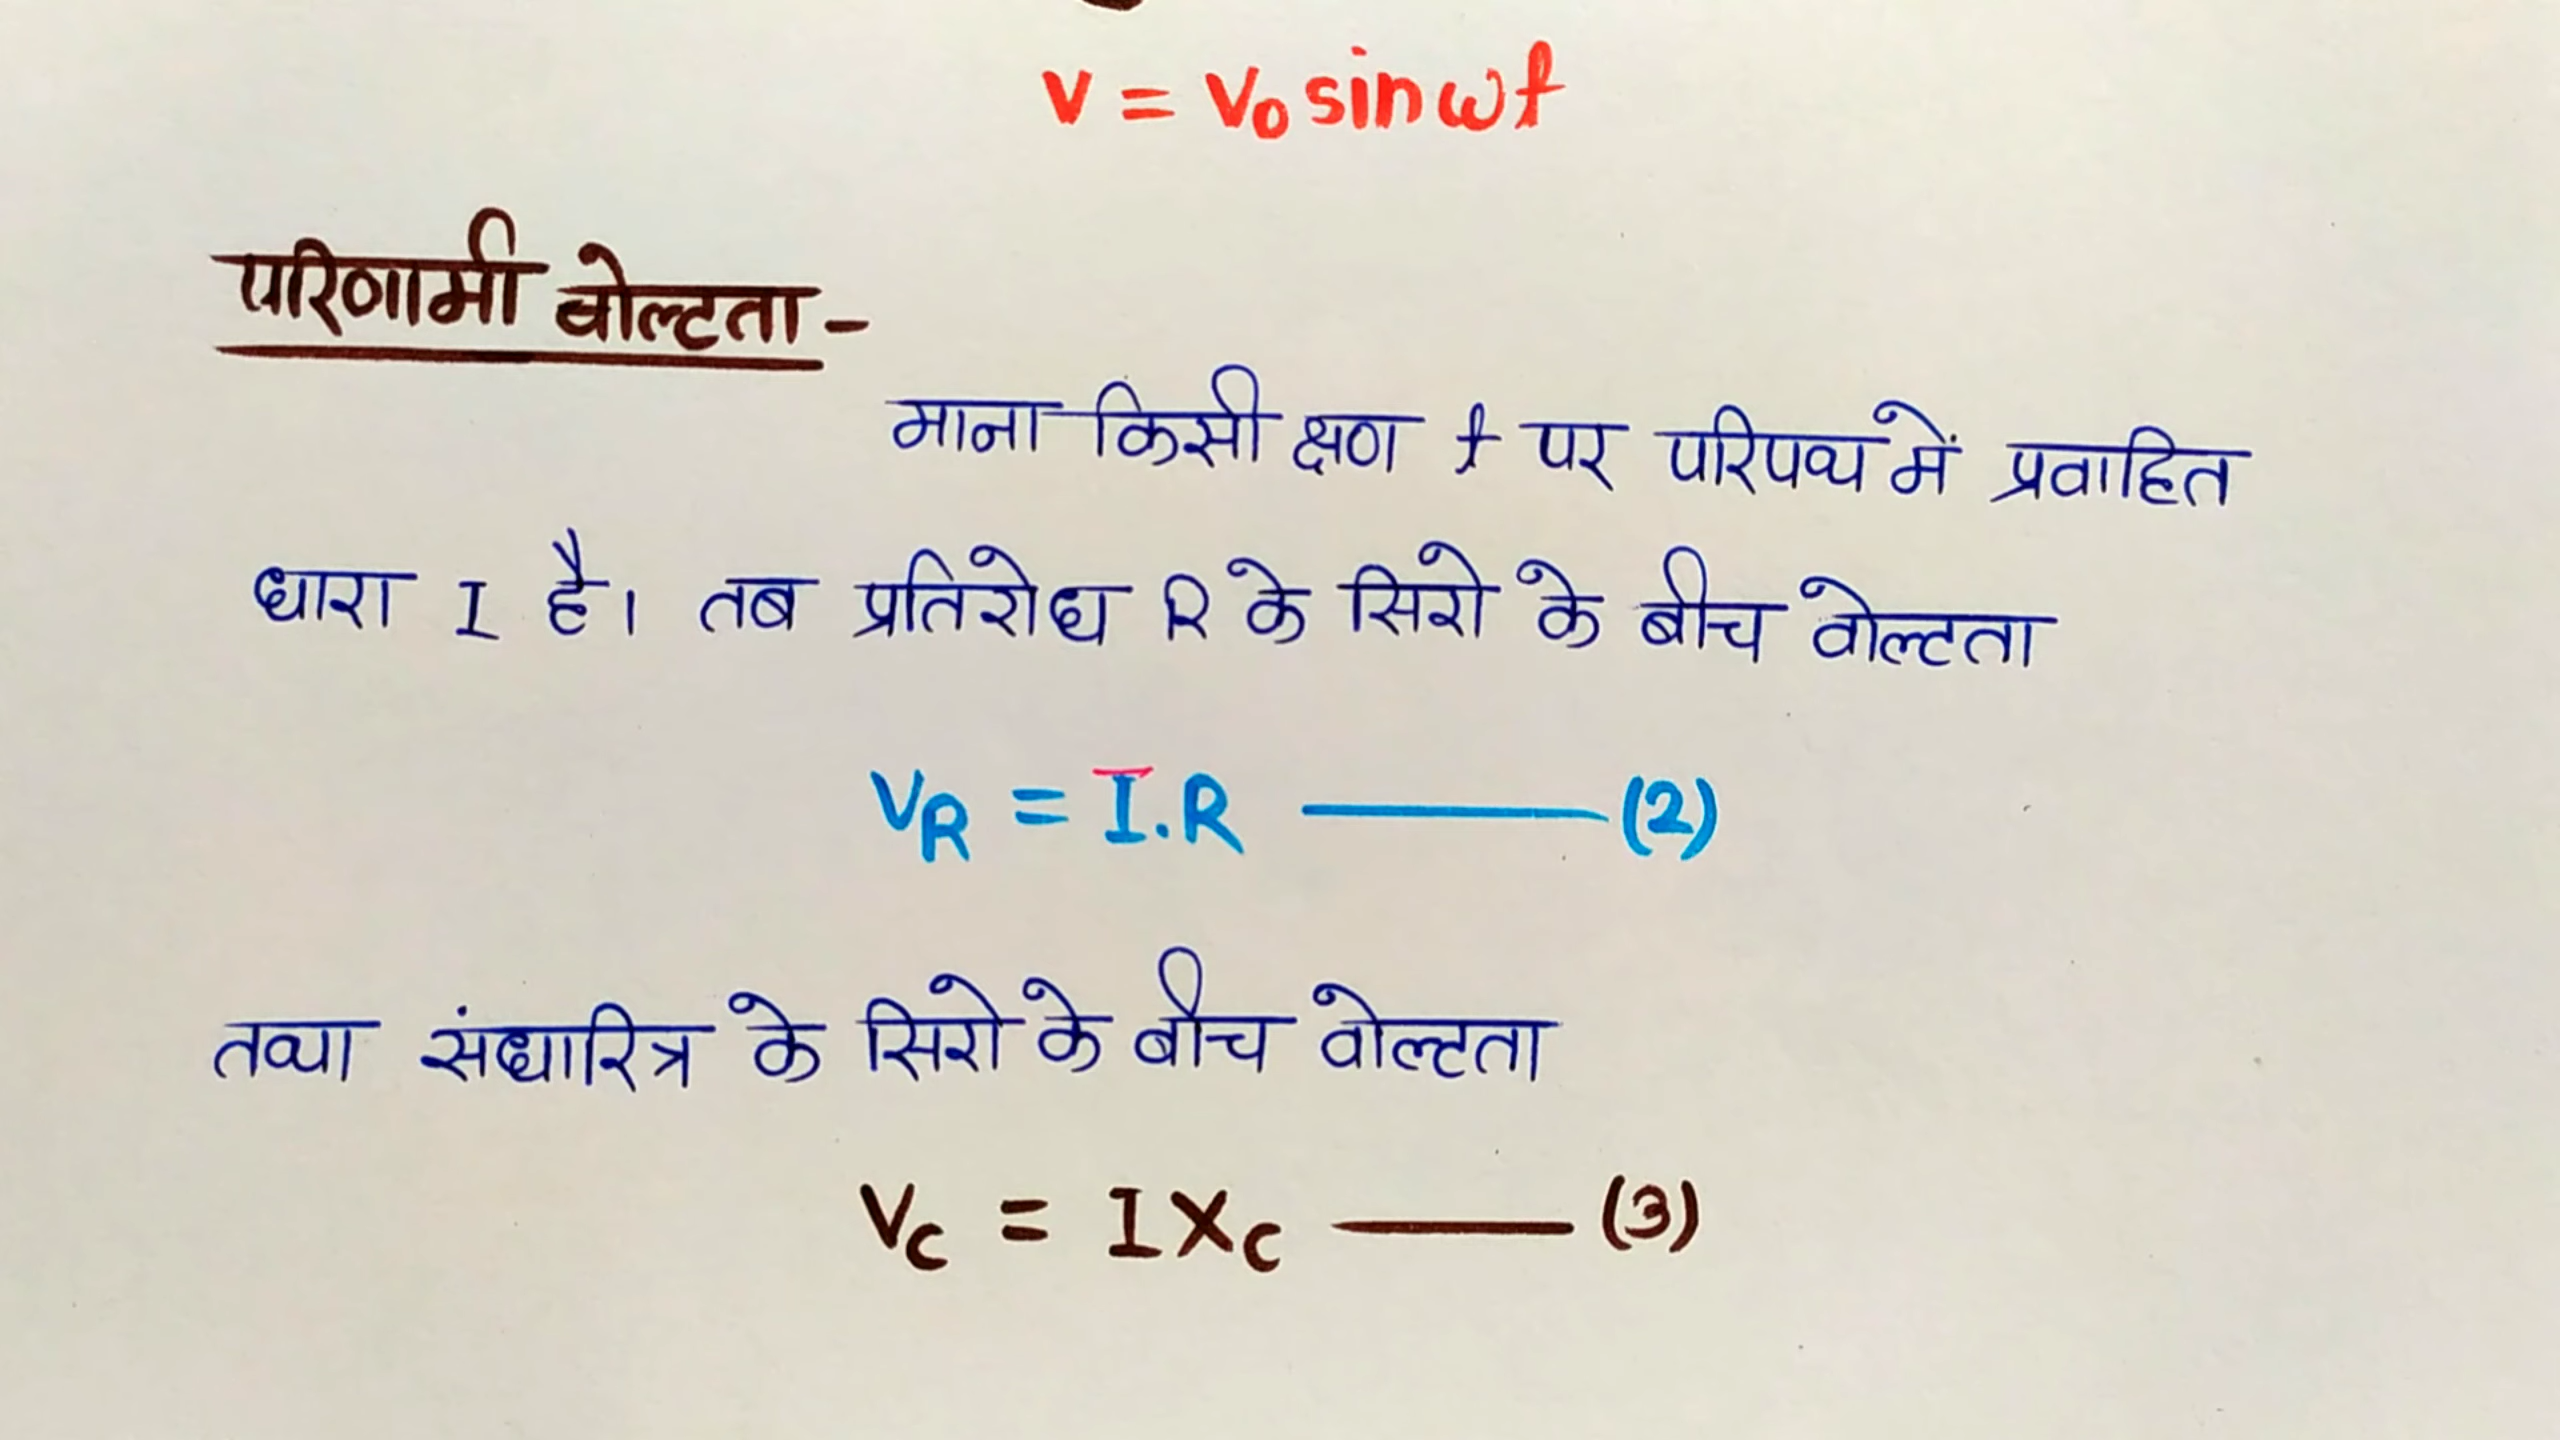 v = v₀ sin ωt
परिणामी वोल्टता -
माना किसी क्षण t पर परिपथ में प्रवाहित
धारा I है। तब प्रतिरोध R के सिरो के बीच वोल्टता
V_R = I.R ——— (2)
तथा संधारित्र के सिरो के बीच वोल्टता
V_C = I X_C ——— (3)